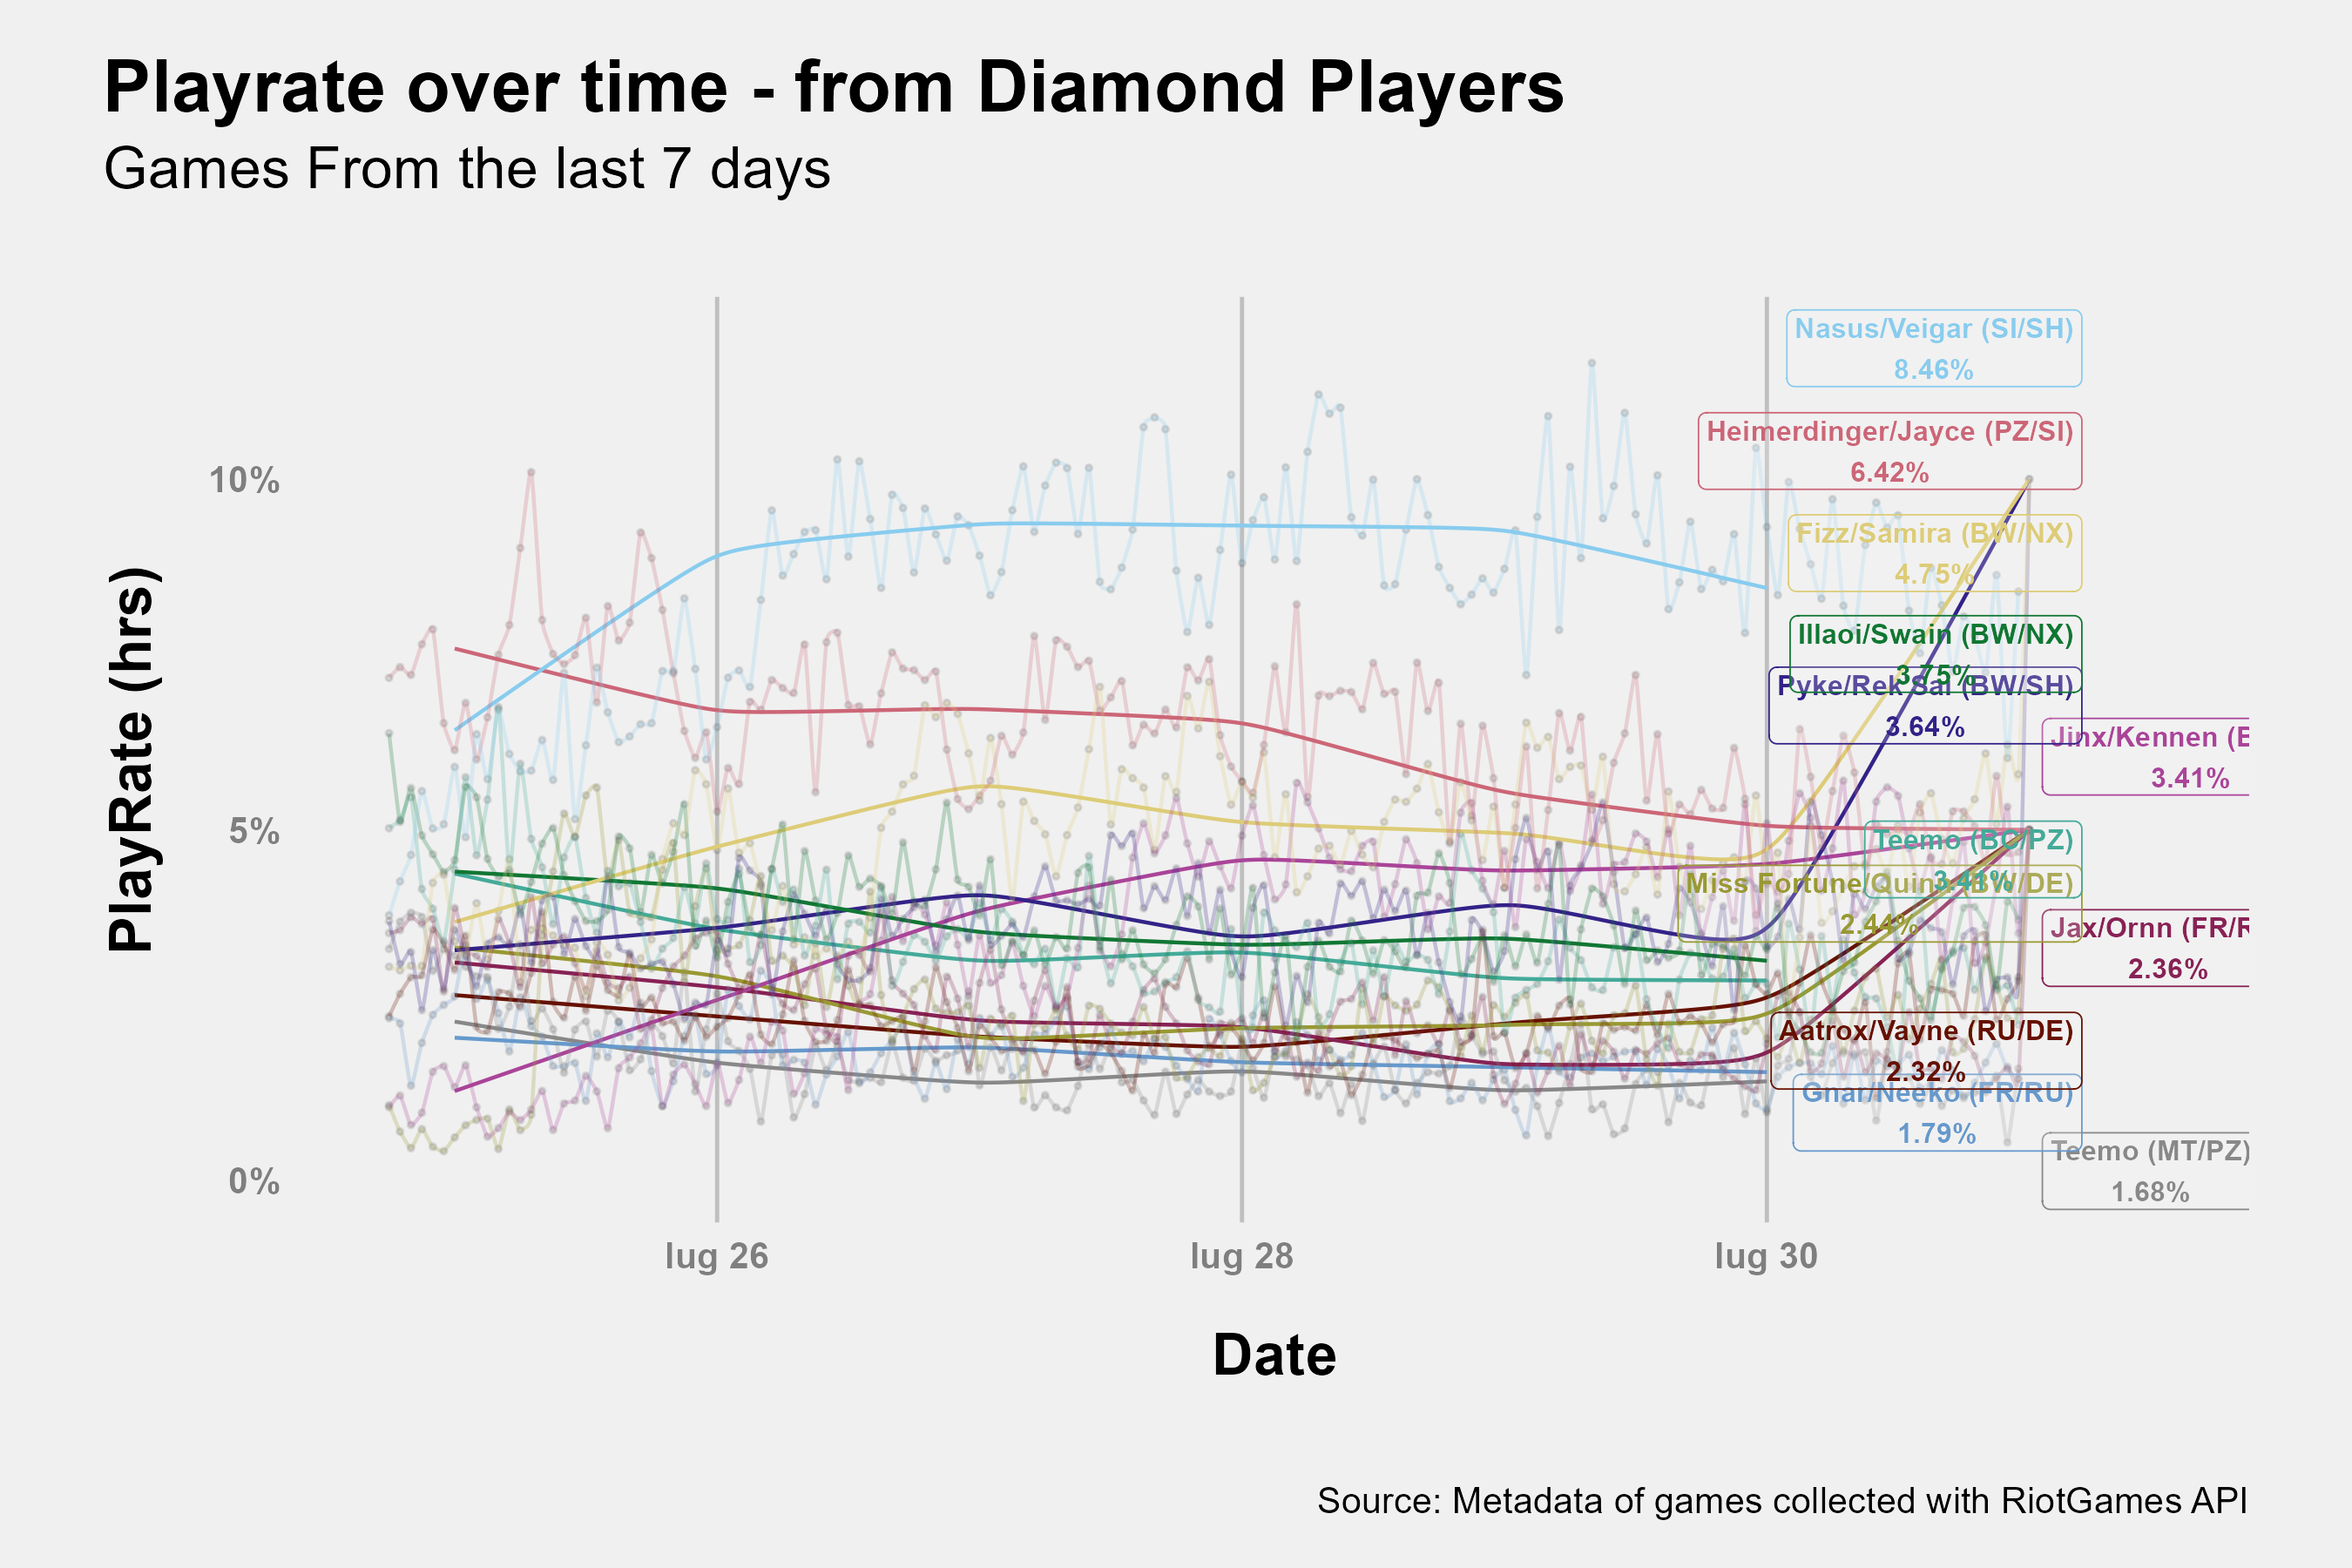 Playrate over time - from Diamond Players
Games From the last 7 days
PlayRate (hrs)
10%
5%
0%
Nasus/Veigar (SI/SH)
8.46%
Heimerdinger/Jayce (PZ/SI)
6.42%
Fizz/Samira (BW/NX)
4.75%
Illaoi/Swain (BW/NX)
3.75%
Pyke/Rek'Sai (BW/SH)
3.64%
Jinx/Kennen (
3.41%
Teemo (BC/PZ)
3.41%
Miss Fortune/Quinn (BW/DE)
2.44%
Jax/Ornn (FR/
2.36%
Aatrox/Vayne (RU/DE)
2.32%
Gnar/Neeko (FR/RU)
1.79%
Teemo (MT/PZ)
1.68%
lug 26
lug 28
lug 30
Date
Source: Metadata of games collected with RiotGames API